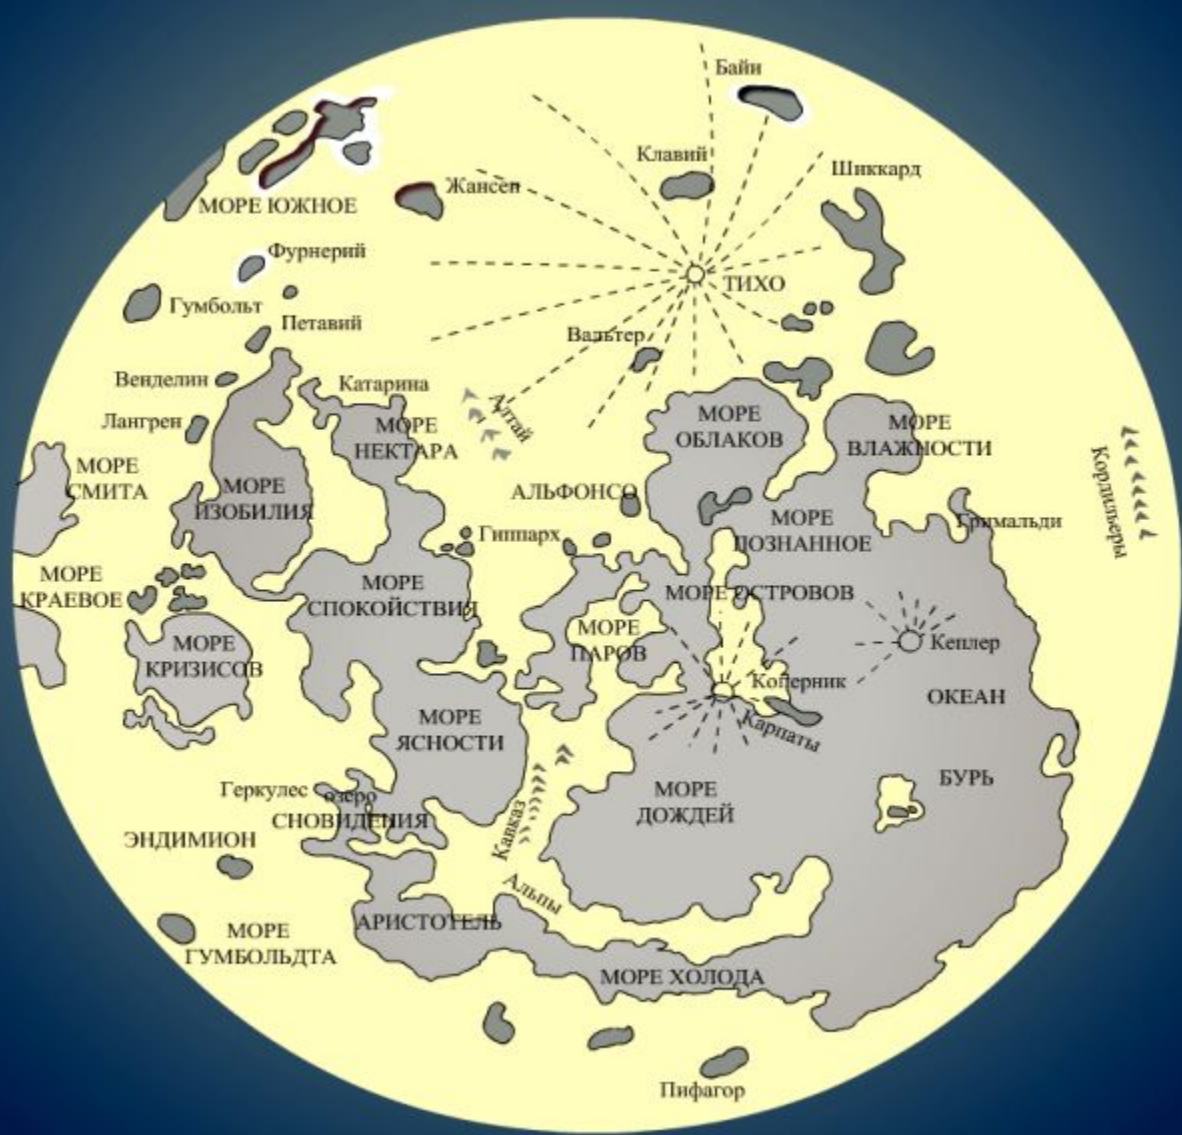 Байи
Клавий
Шиккард
Жансен
МОРЕ ЮЖНОЕ
Фурнерий
ТИХО
Гумбольт
Петавий
Вальтер
Венделин
Катарина
Алтай
Лангрен
МОРЕ
НЕКТАРА
МОРЕ
ОБЛАКОВ
МОРЕ
ВЛАЖНОСТИ
Кордильеры
МОРЕ
СМИТА
МОРЕ
ИЗОБИЛИЯ
АЛЬФОНСО
Гиппарх
МОРЕ
ПОЗНАННОЕ
Гримальди
МОРЕ
КРАЕВОЕ
МОРЕ
СПОКОЙСТВИЯ
МОРЕ ОСТРОВОВ
МОРЕ
КРИЗИСОВ
МОРЕ
ПАРОВ
Кеплер
Коперник
Карпаты
ОКЕАН
БУРЬ
МОРЕ
ЯСНОСТИ
МОРЕ
ДОЖДЕЙ
Геркулес
озеро
СНОВИДЕНИЯ
Кавказ
ЭНДИМИОН
Альпы
АРИСТОТЕЛЬ
МОРЕ
ГУМБОЛЬДТА
МОРЕ ХОЛОДА
Пифагор